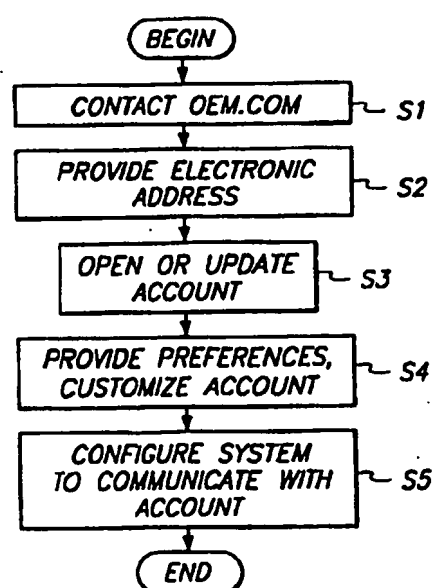 BEGIN
CONTACT OEM.COM
S1
PROVIDE ELECTRONIC
ADDRESS
S2
OPEN OR UPDATE
ACCOUNT
S3
PROVIDE PREFERENCES,
CUSTOMIZE ACCOUNT
S4
CONFIGURE SYSTEM
TO COMMUNICATE WITH
ACCOUNT
S5
END